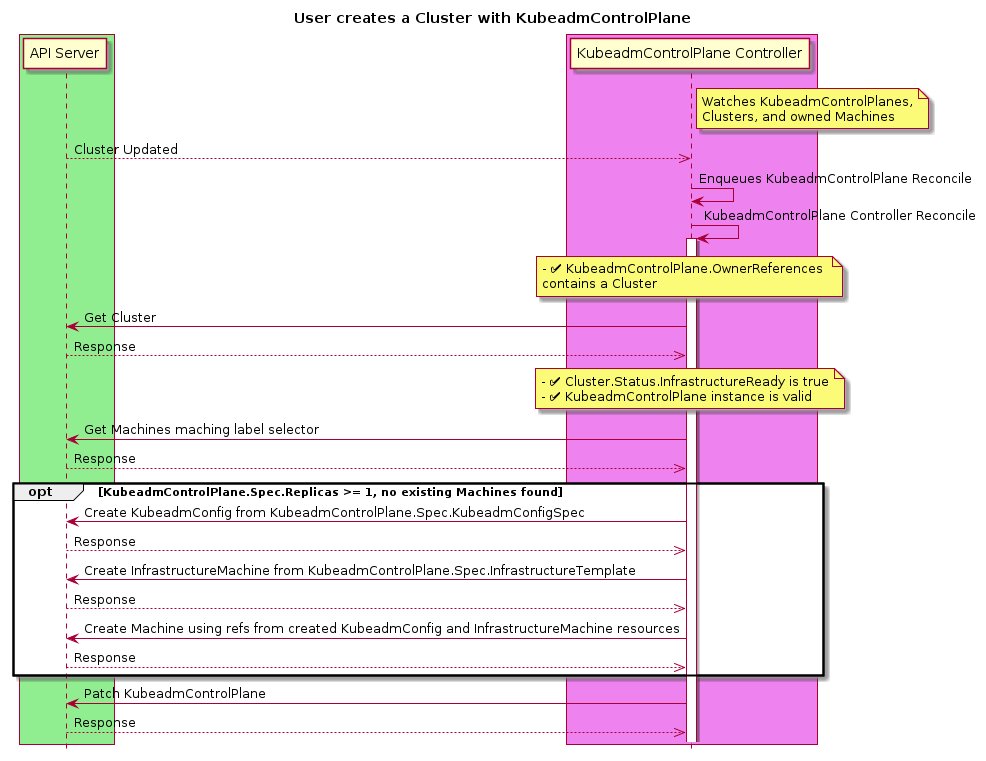 User creates a Cluster with KubeadmControlPlane
API Server
KubeadmControlPlane Controller
Watches KubeadmControlPlanes,
Clusters, and owned Machines
Cluster Updated
Enqueues KubeadmControlPlane Reconcile
KubeadmControlPlane Controller Reconcile
- ✅ KubeadmControlPlane.OwnerReferences
contains a Cluster
Get Cluster
Response
- ✅ Cluster.Status.InfrastructureReady is true
- ✅ KubeadmControlPlane instance is valid
Get Machines maching label selector
Response
opt [KubeadmControlPlane.Spec.Replicas >= 1, no existing Machines found]
Create KubeadmConfig from KubeadmControlPlane.Spec.KubeadmConfigSpec
Response
Create InfrastructureMachine from KubeadmControlPlane.Spec.InfrastructureTemplate
Response
Create Machine using refs from created KubeadmConfig and InfrastructureMachine resources
Response
Patch KubeadmControlPlane
Response